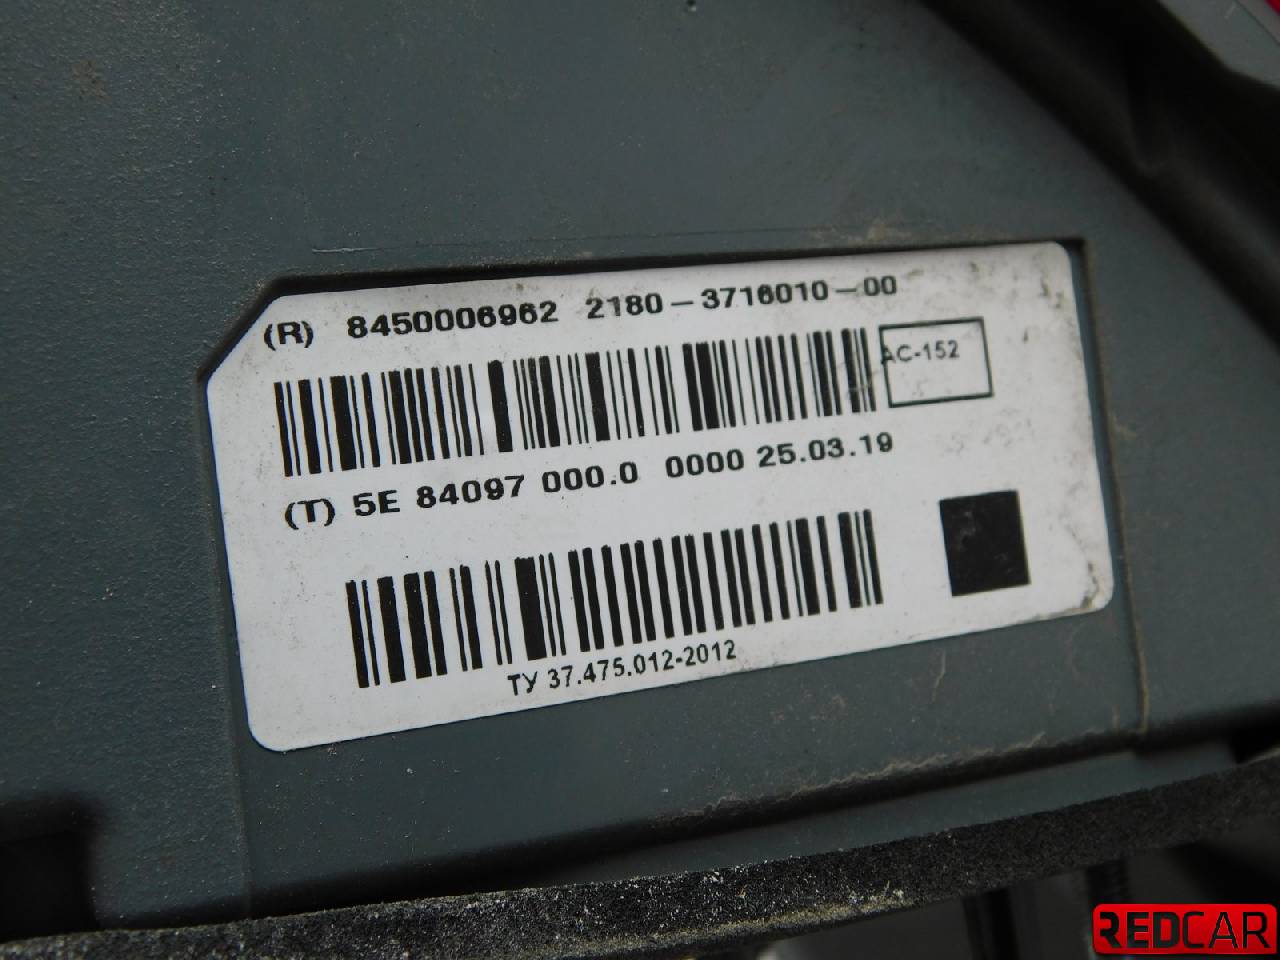 (R) 8450006962 2180-3716010-00
AC-152
(T) 5E 84097 000.0 0000 25.03.19
ТУ 37.475.012-2012
REDCAR